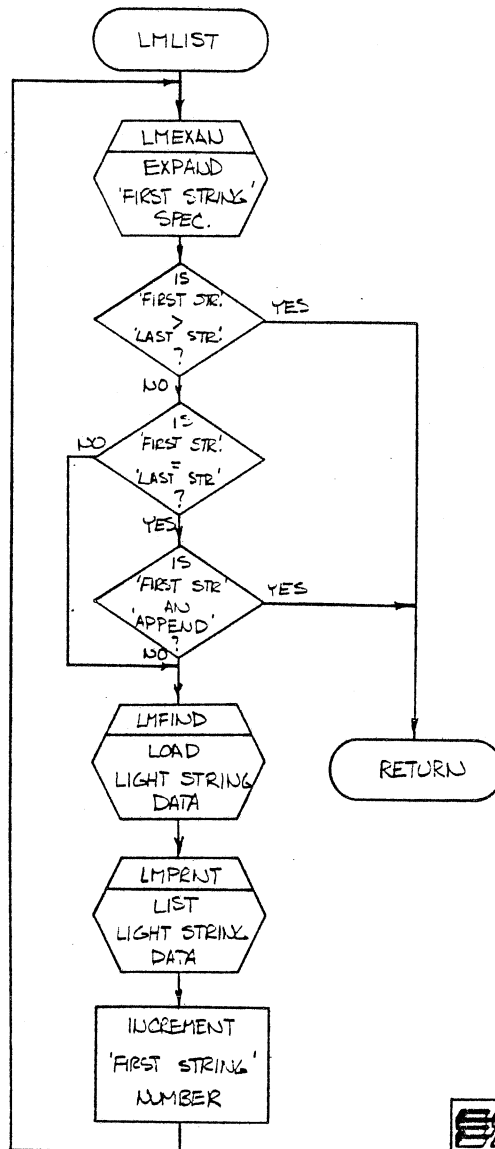 LMLIST
LMEXAN
EXPAND
'FIRST STRING'
SPEC.
IS
'FIRST STR.'
>
'LAST STR.'
?
YES
NO
IS
'FIRST STR.'
=
'LAST STR'
?
NO
YES
IS
'FIRST STR'
AN
'APPEND'
?
YES
NO
LMFIND
LOAD
LIGHT STRING
DATA
RETURN
LMPRNT
LIST
LIGHT STRING
DATA
INCREMENT
'FIRST STRING'
NUMBER